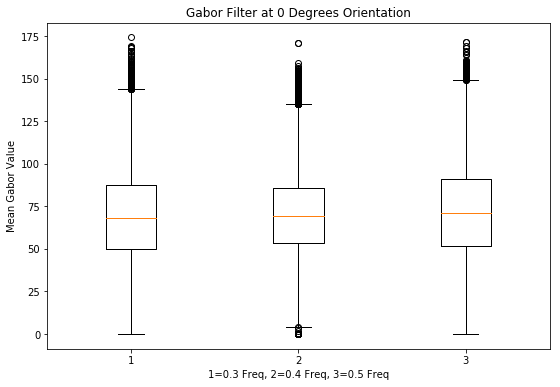 Gabor Filter at 0 Degrees Orientation
Mean Gabor Value
175
150
125
100
75
50
25
0
1 2 3
1=0.3 Freq, 2=0.4 Freq, 3=0.5 Freq